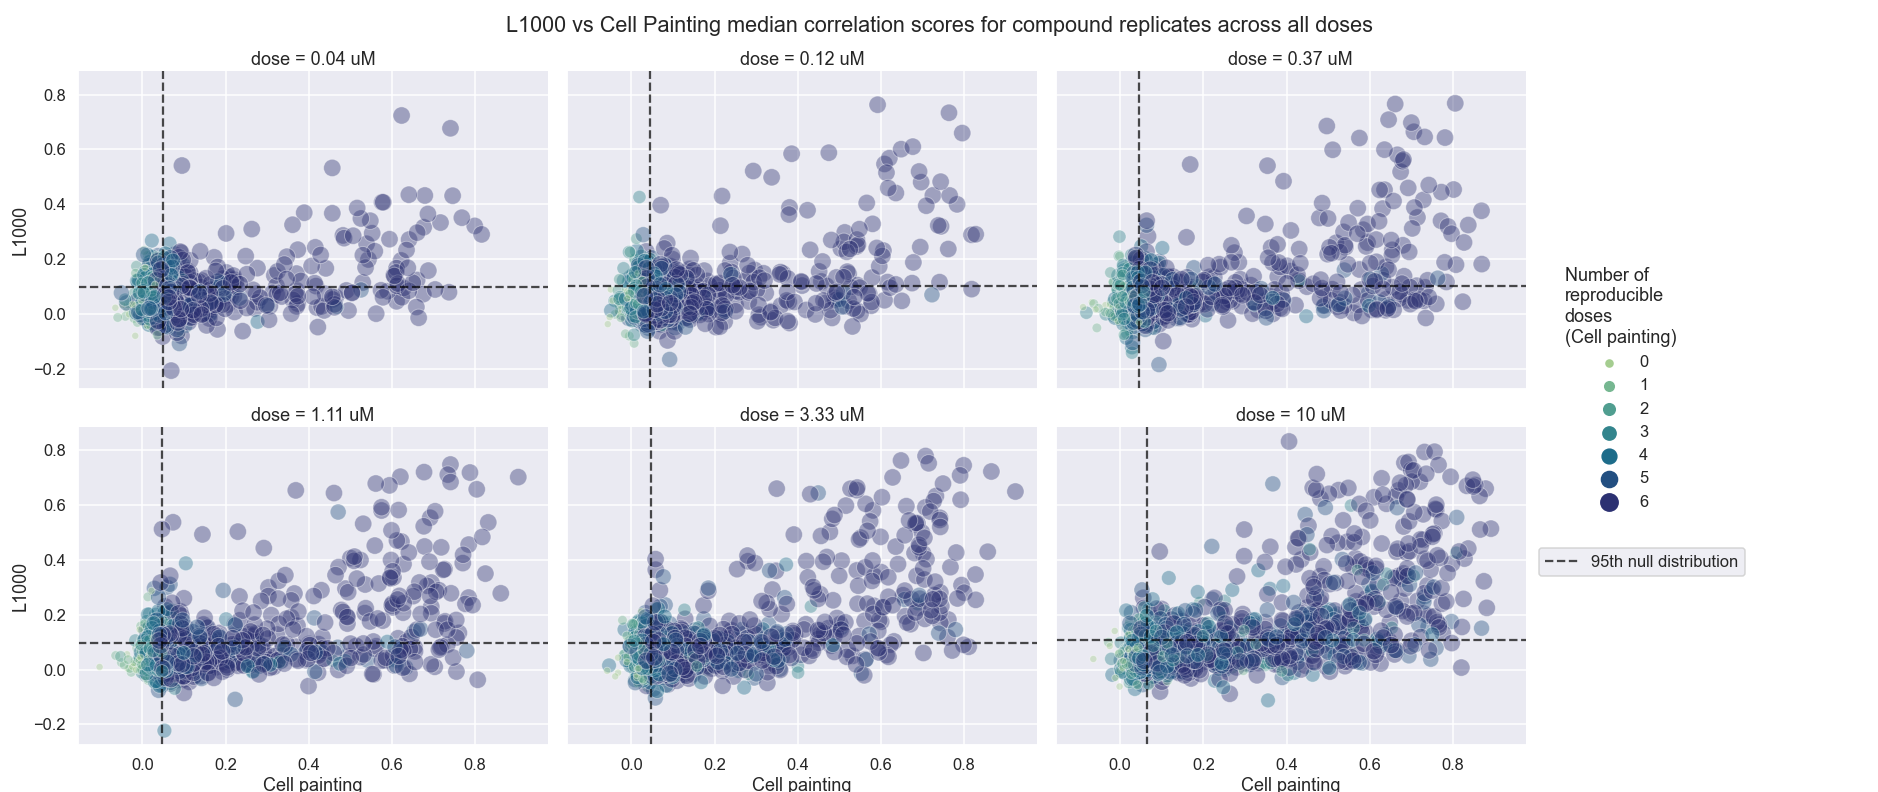 L1000 vs Cell Painting median correlation scores for compound replicates across all doses
dose = 0.04 uM
dose = 0.12 uM
dose = 0.37 uM
0.8
0.6
0.4
0.2
0.0
−0.2
L1000
dose = 1.11 uM
dose = 3.33 uM
dose = 10 uM
0.8
0.6
0.4
0.2
0.0
−0.2
L1000
0.0 0.2 0.4 0.6 0.8
0.0 0.2 0.4 0.6 0.8
0.0 0.2 0.4 0.6 0.8
Cell painting
Cell painting
Cell painting
Number of
reproducible
doses
(Cell painting)
0
1
2
3
4
5
6
95th null distribution